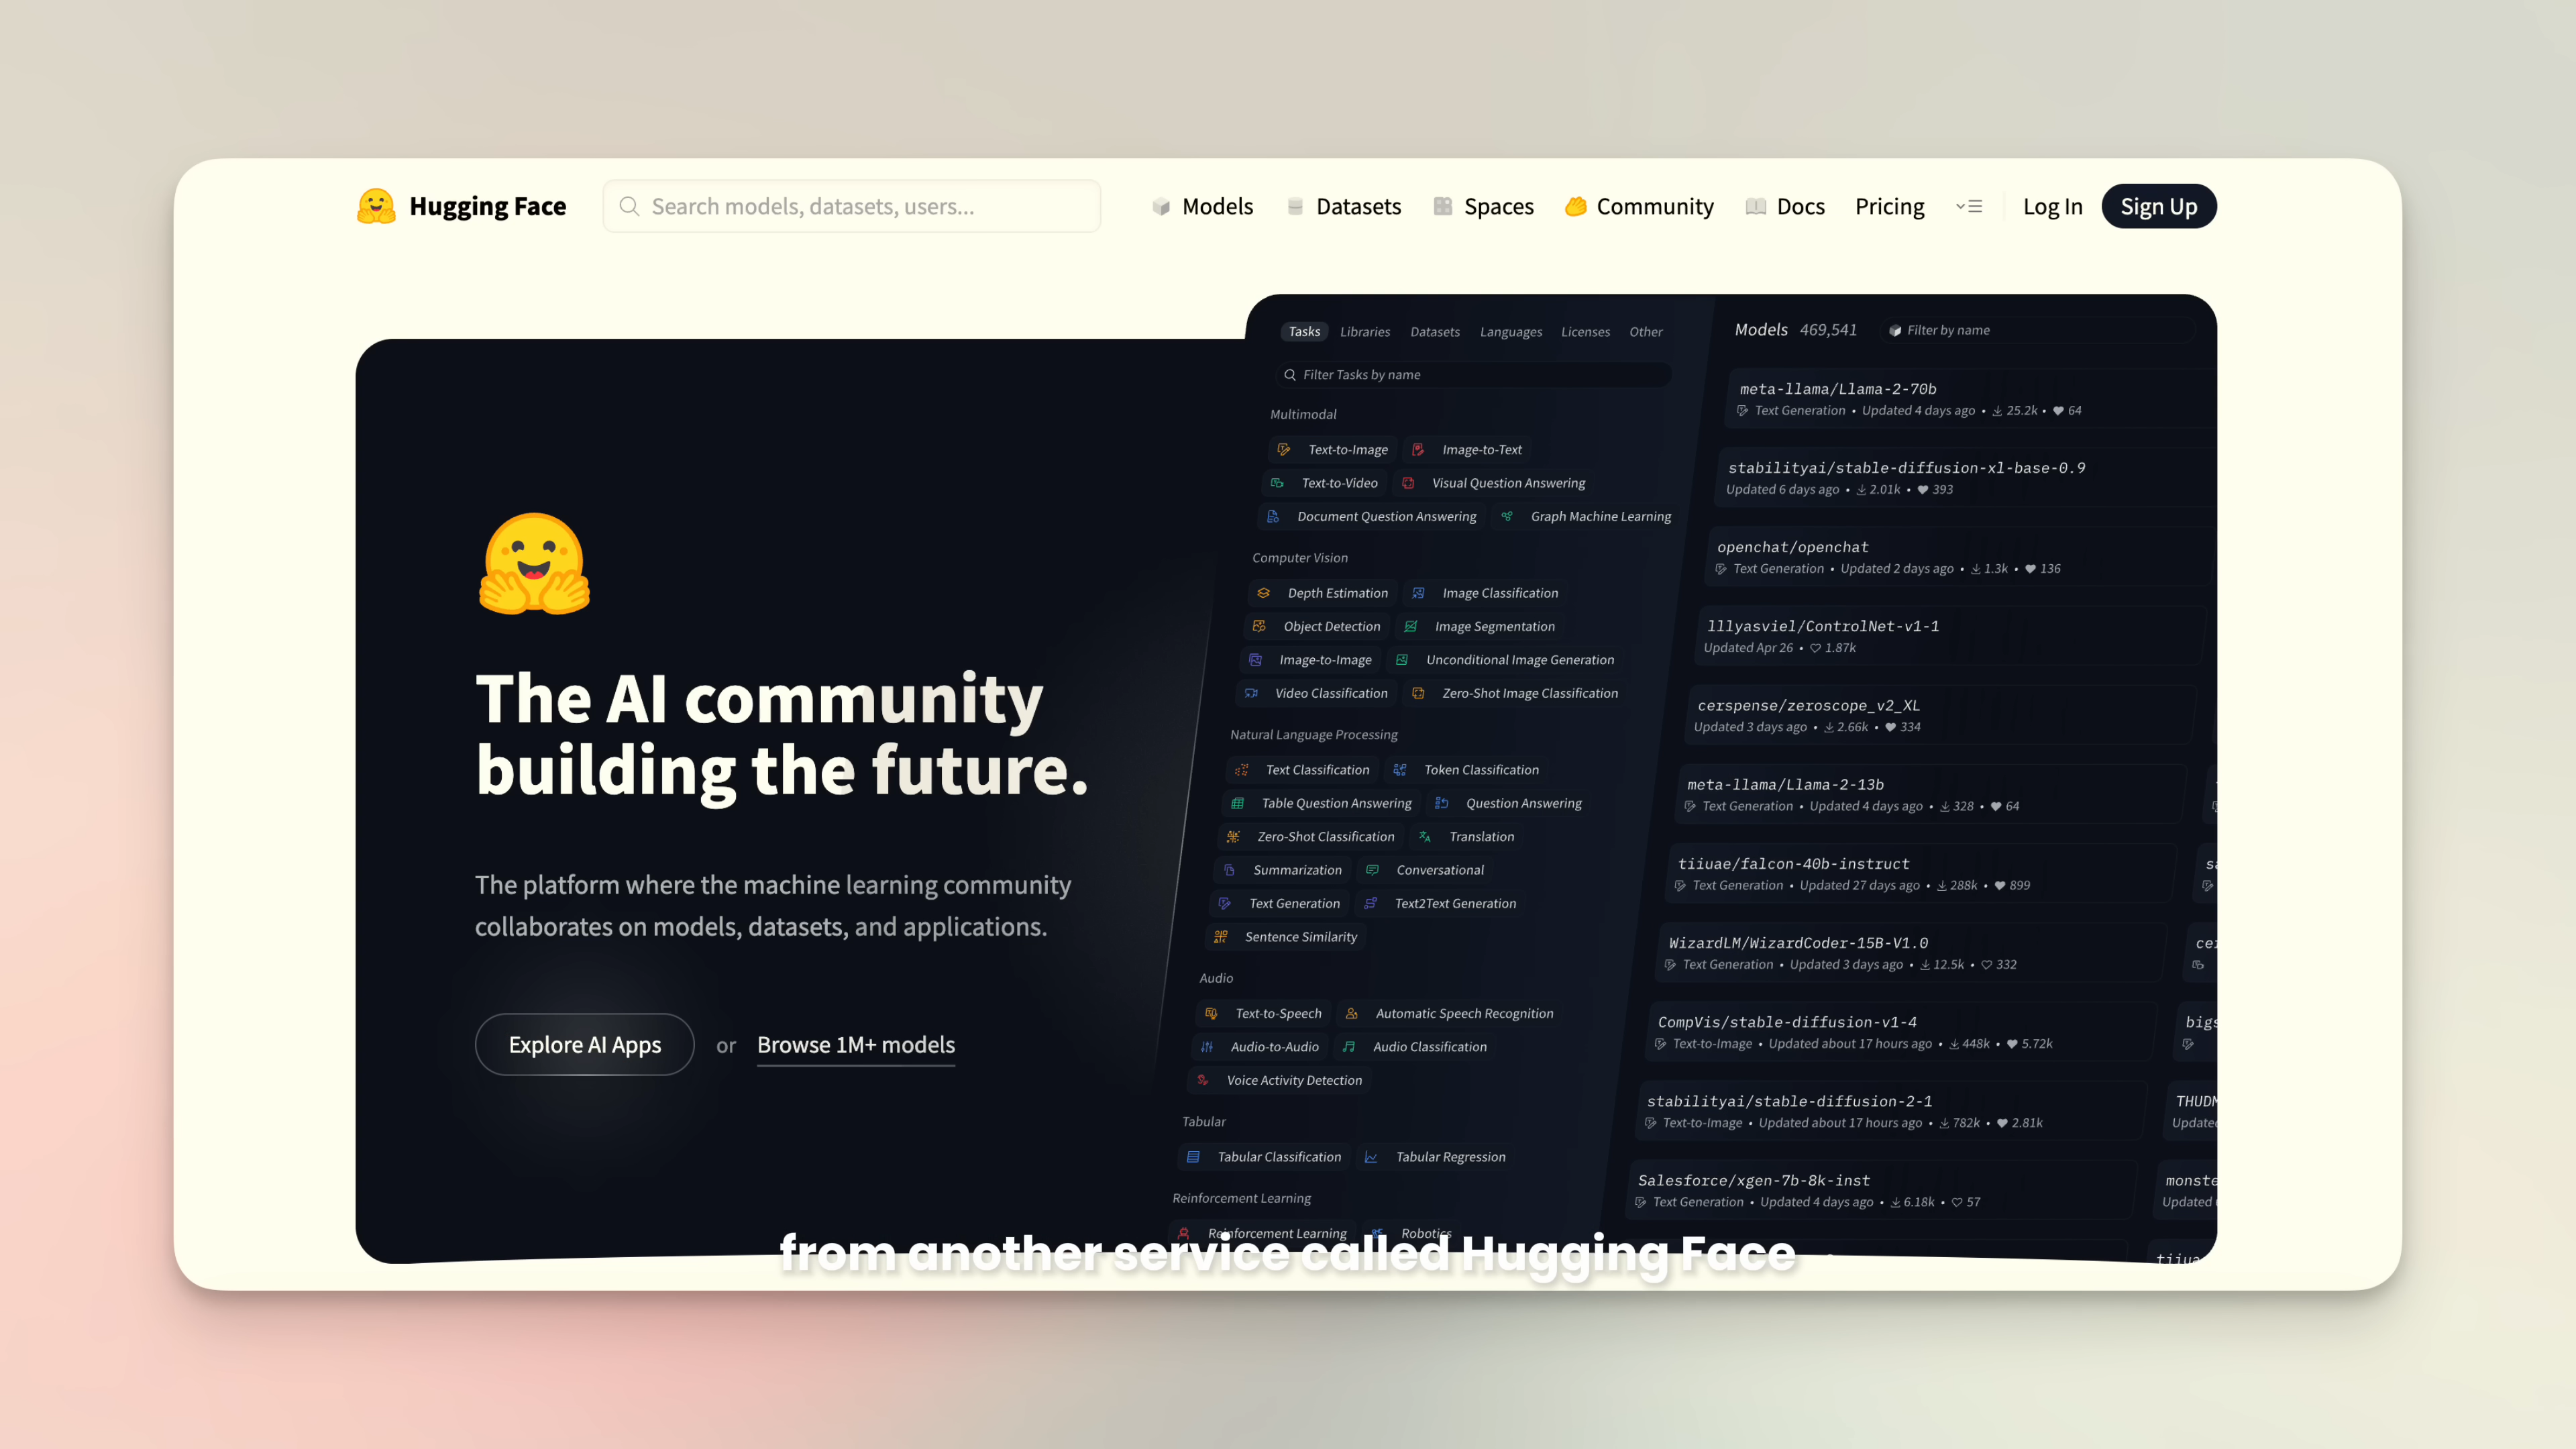 Hugging Face
Search models, datasets, users...
Models
Datasets
Spaces
Community
Docs
Pricing
Log In
Sign Up
The AI community
building the future.
The platform where the machine learning community
collaborates on models, datasets, and applications.
Explore AI Apps or Browse 1M+ models
Tasks Libraries Datasets Languages Licenses Other
Filter Tasks by name
Multimodal
Text-to-Image Image-to-Text
Text-to-Video Visual Question Answering
Document Question Answering Graph Machine Learning
Computer Vision
Depth Estimation Image Classification
Object Detection Image Segmentation
Image-to-Image Unconditional Image Generation
Video Classification Zero-Shot Image Classification
Natural Language Processing
Text Classification Token Classification
Table Question Answering Question Answering
Zero-Shot Classification Translation
Summarization Conversational
Text Generation Text2Text Generation
Sentence Similarity
Audio
Text-to-Speech Automatic Speech Recognition
Audio-to-Audio Audio Classification
Voice Activity Detection
Tabular
Tabular Classification Tabular Regression
Reinforcement Learning
Reinforcement Learning Robotics
Models 469,541 Filter by name
meta-llama/Llama-2-70b
Text Generation • Updated 4 days ago • 25.2k • 64
stabilityai/stable-diffusion-xl-base-0.9
Updated 6 days ago • 2.01k • 393
openchat/openchat
Text Generation • Updated 2 days ago • 1.3k • 136
lllyasviel/ControlNet-v1-1
Updated Apr 26 • 1.87k
cerspense/zeroscope_v2_XL
Updated 3 days ago • 2.66k • 334
meta-llama/Llama-2-13b
Text Generation • Updated 4 days ago • 328 • 64
tiiuae/falcon-40b-instruct
Text Generation • Updated 27 days ago • 288k • 899
WizardLM/WizardCoder-15B-V1.0
Text Generation • Updated 3 days ago • 12.5k • 332
CompVis/stable-diffusion-v1-4
Text-to-Image • Updated about 17 hours ago • 448k • 5.72k
stabilityai/stable-diffusion-2-1
Text-to-Image • Updated about 17 hours ago • 782k • 2.81k
Salesforce/xgen-7b-8k-inst
Text Generation • Updated 4 days ago • 6.18k • 57
from another service called Hugging Face